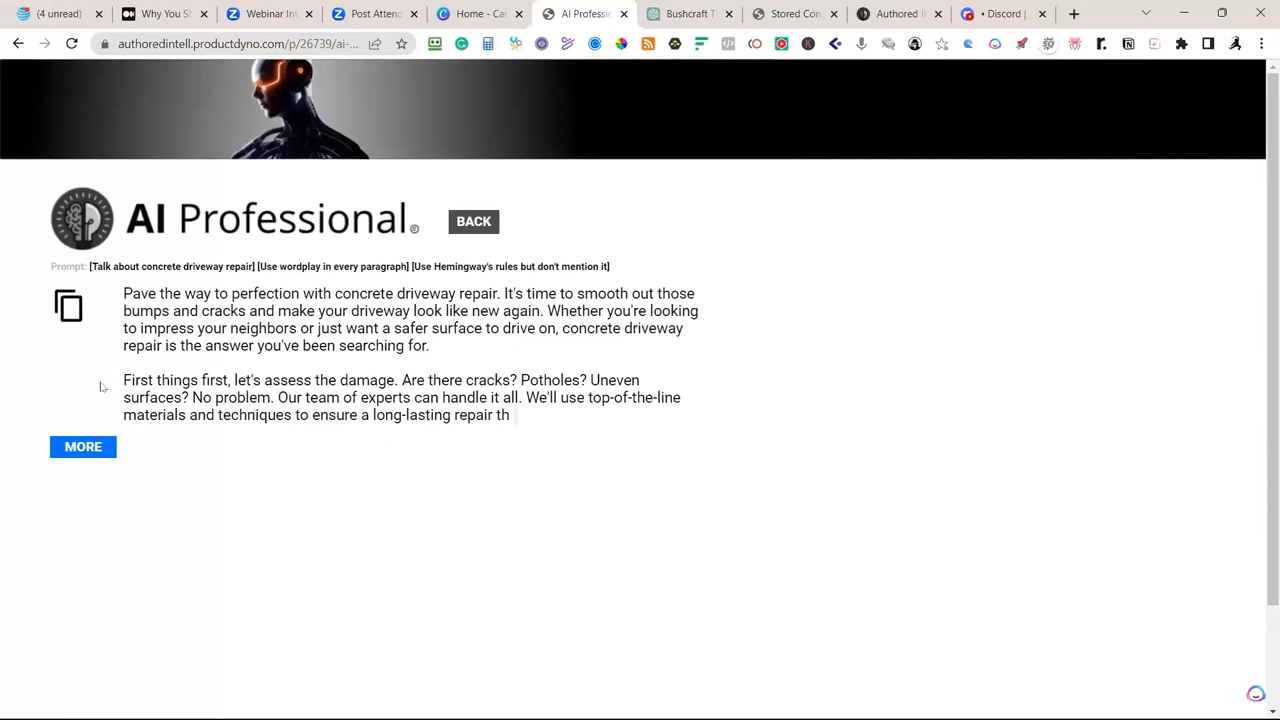 (4 unread)
Why You S
Webinar In
Post Attend
Home - Car
AI Professic
Bushcraft T
Stored Con
Authored I
• Discord |
authoredintell.productdyno.com/p/26739/ai-...
AI Professional
BACK
Prompt: [Talk about concrete driveway repair] [Use wordplay in every paragraph] [Use Hemingway's rules but don't mention it]
Pave the way to perfection with concrete driveway repair. It's time to smooth out those
bumps and cracks and make your driveway look like new again. Whether you're looking
to impress your neighbors or just want a safer surface to drive on, concrete driveway
repair is the answer you've been searching for.
First things first, let's assess the damage. Are there cracks? Potholes? Uneven
surfaces? No problem. Our team of experts can handle it all. We'll use top-of-the-line
materials and techniques to ensure a long-lasting repair th
MORE